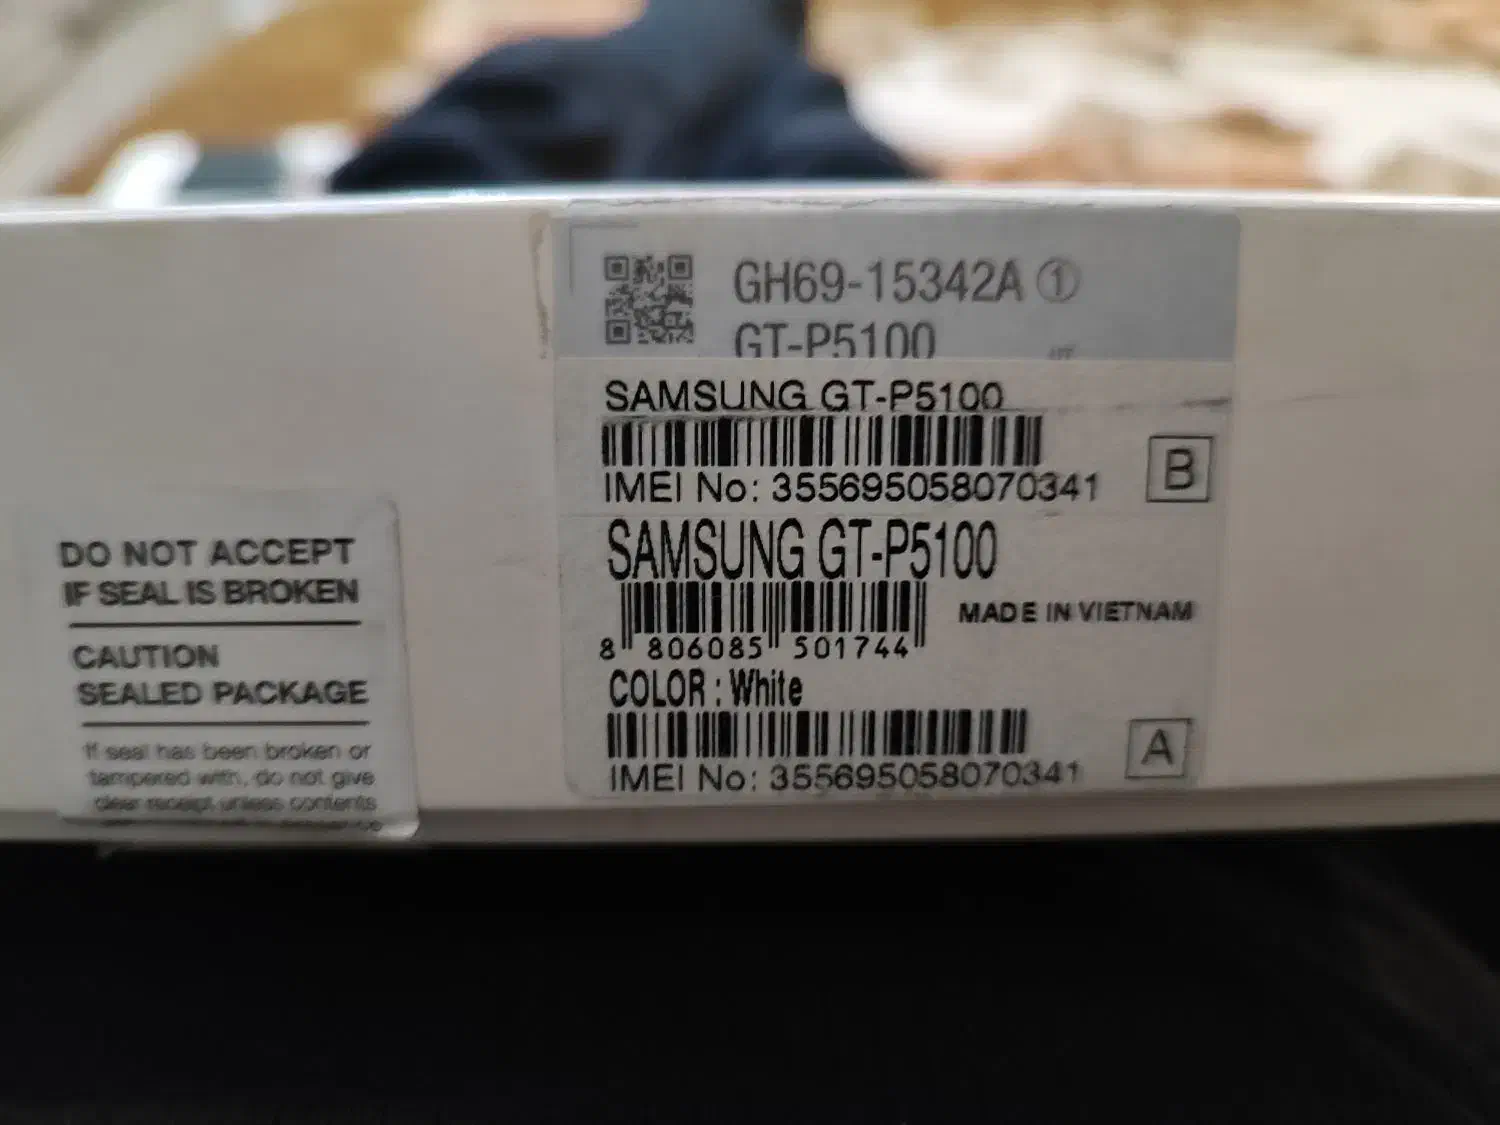 GH69-15342A ①
GT-P5100
SAMSUNG GT-P5100
IMEI No: 355695058070341
B
SAMSUNG GT-P5100
MADE IN VIETNAM
8 806085 501744
COLOR : White
IMEI No: 355695058070341
A
DO NOT ACCEPT
IF SEAL IS BROKEN
CAUTION
SEALED PACKAGE
If seal has been broken or
tampered with, do not give
clear receipt unless contents